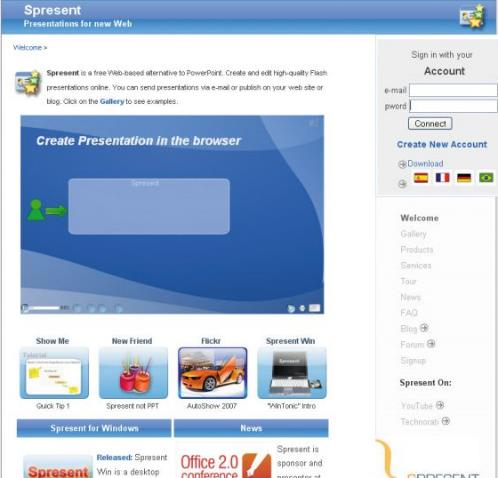 Spresent
Presentations for new Web
Welcome >
Spresent is a free Web-based alternative to PowerPoint. Create and edit high-quality Flash
presentations online. You can send presentations via e-mail or publish on your web site or
blog. Click on the Gallery to see examples.
Create Presentation in the browser
Spresent
Show Me
New Friend
Flickr
Spresent Win
Tutorial
Quick Tip 1
Spresent not PPT
AutoShow 2007
"WinTonic" Intro
Spresent for Windows
News
Spresent
Released: Spresent
Win is a desktop
Office 2.0
conference
Spresent is
sponsor and
presenter at
Sign in with your
Account
e-mail
pword
Connect
Create New Account
Download
Welcome
Gallery
Products
Services
Tour
News
FAQ
Blog
Forum
Signup
Spresent On:
YouTube
Technorati
SPRESENT